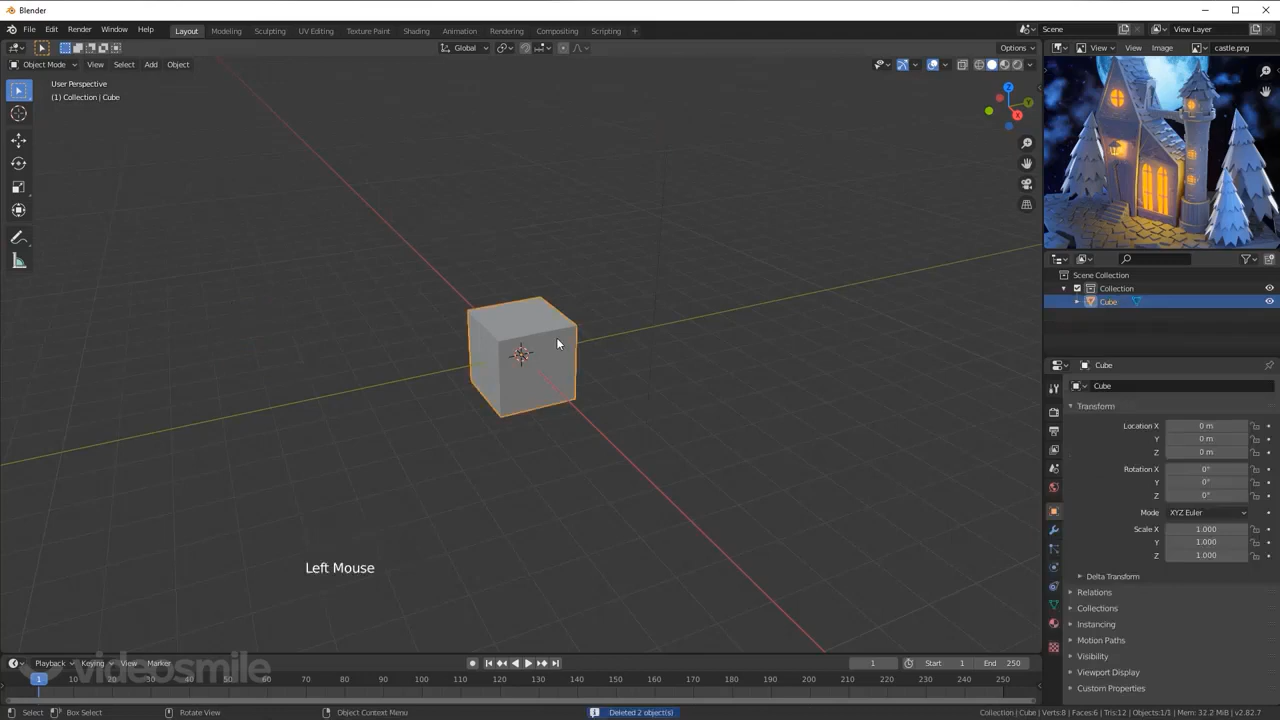 Blender
File Edit Render Window Help Layout Modeling Sculpting UV Editing Texture Paint Shading Animation Rendering Compositing Scripting + Scene View Layer
Global Options View View Image castle.png
Object Mode View Select Add Object
User Perspective
(1) Collection | Cube
Z
Y
X
Scene Collection
Collection
Cube
Cube
Cube
Transform
Location X 0 m
Y 0 m
Z 0 m
Rotation X 0°
Y 0°
Z 0°
Mode XYZ Euler
Scale X 1.000
Y 1.000
Z 1.000
Delta Transform
Relations
Collections
Instancing
Motion Paths
Visibility
Viewport Display
Custom Properties
Left Mouse
videosmile
Playback Keying View Marker 1 Start 1 End 250
1 10 20 30 40 50 60 70 80 90 100 110 120 130 140 150 160 170 180 190 200 210 220 230 240 250
Select Box Select Rotate View Object Context Menu Deleted 2 object(s) Collection | Cube | Verts:8 | Faces:6 | Tris:12 | Objects:1/1 | Mem: 32.2 MiB | v2.82.7